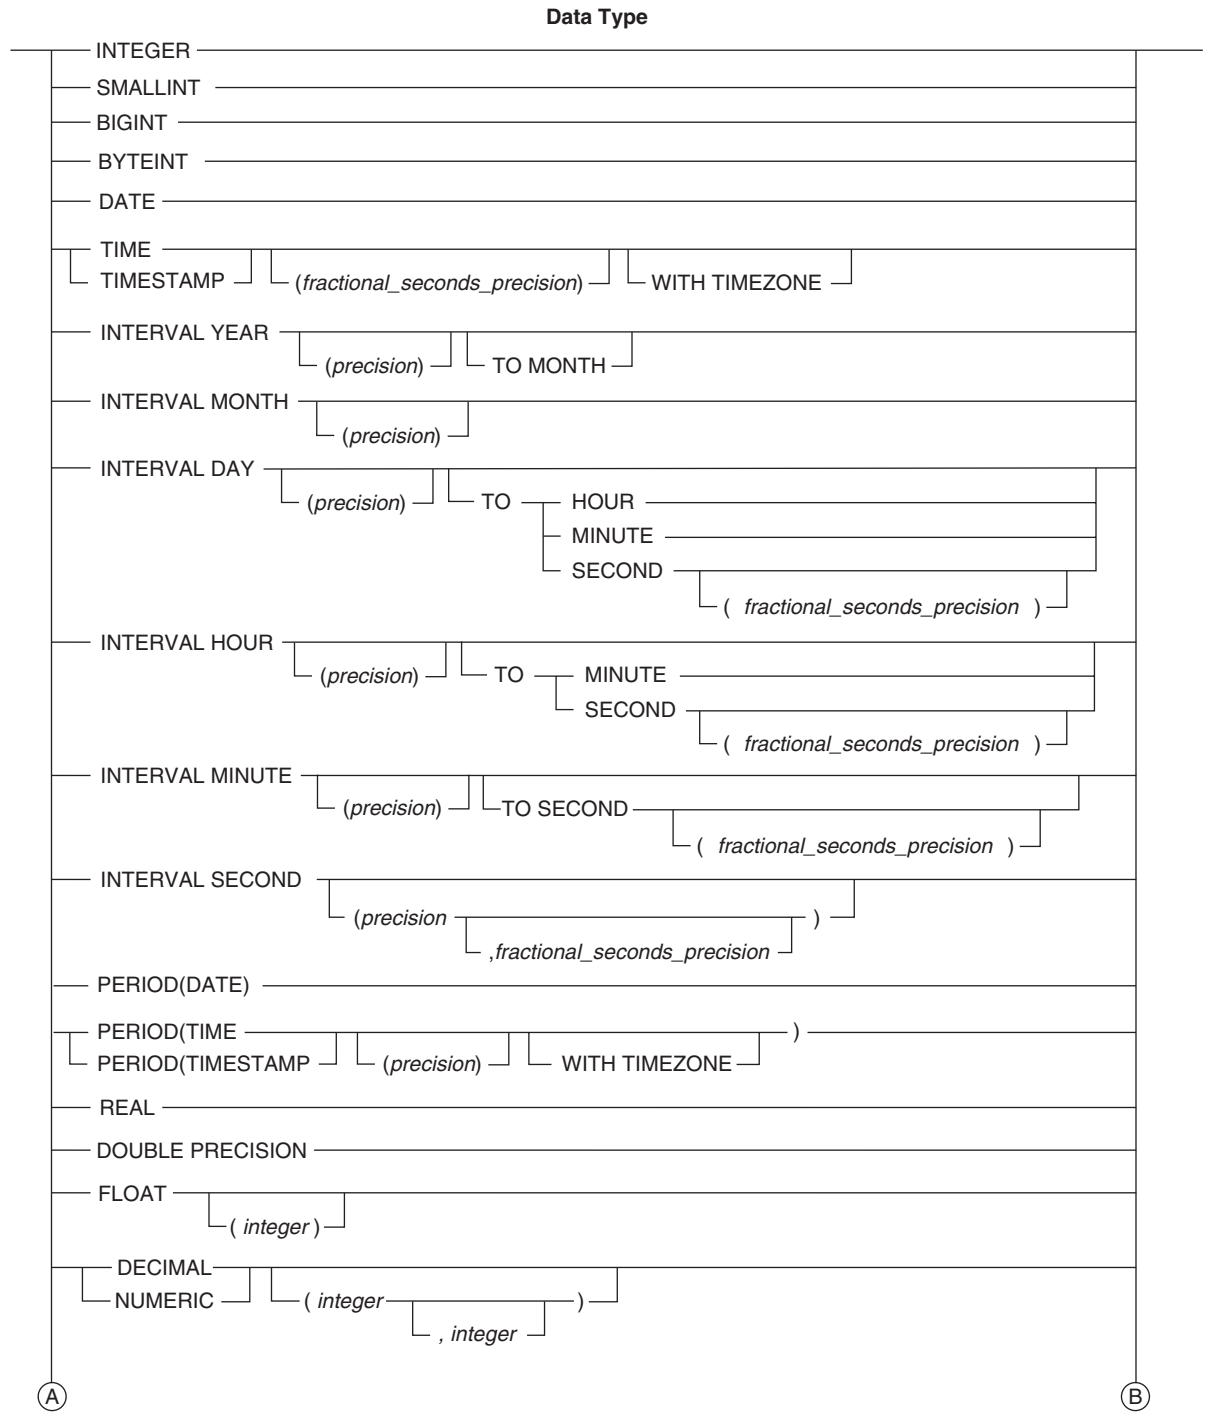 Data Type
INTEGER
SMALLINT
BIGINT
BYTEINT
DATE
TIME
TIMESTAMP (fractional_seconds_precision) WITH TIMEZONE
INTERVAL YEAR
(precision) TO MONTH
INTERVAL MONTH
(precision)
INTERVAL DAY
(precision) TO HOUR
MINUTE
SECOND
( fractional_seconds_precision )
INTERVAL HOUR
(precision) TO MINUTE
SECOND
( fractional_seconds_precision )
INTERVAL MINUTE
(precision) TO SECOND
( fractional_seconds_precision )
INTERVAL SECOND
(precision )
,fractional_seconds_precision
PERIOD(DATE)
PERIOD(TIME )
PERIOD(TIMESTAMP (precision) WITH TIMEZONE
REAL
DOUBLE PRECISION
FLOAT
( integer )
DECIMAL
NUMERIC ( integer )
, integer
A B